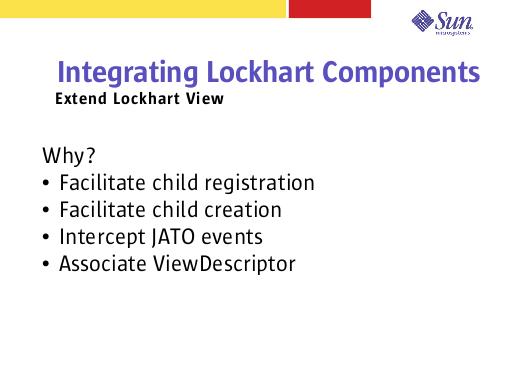 Sun
microsystems
Integrating Lockhart Components
Extend Lockhart View
Why?
• Facilitate child registration
• Facilitate child creation
• Intercept JATO events
• Associate ViewDescriptor